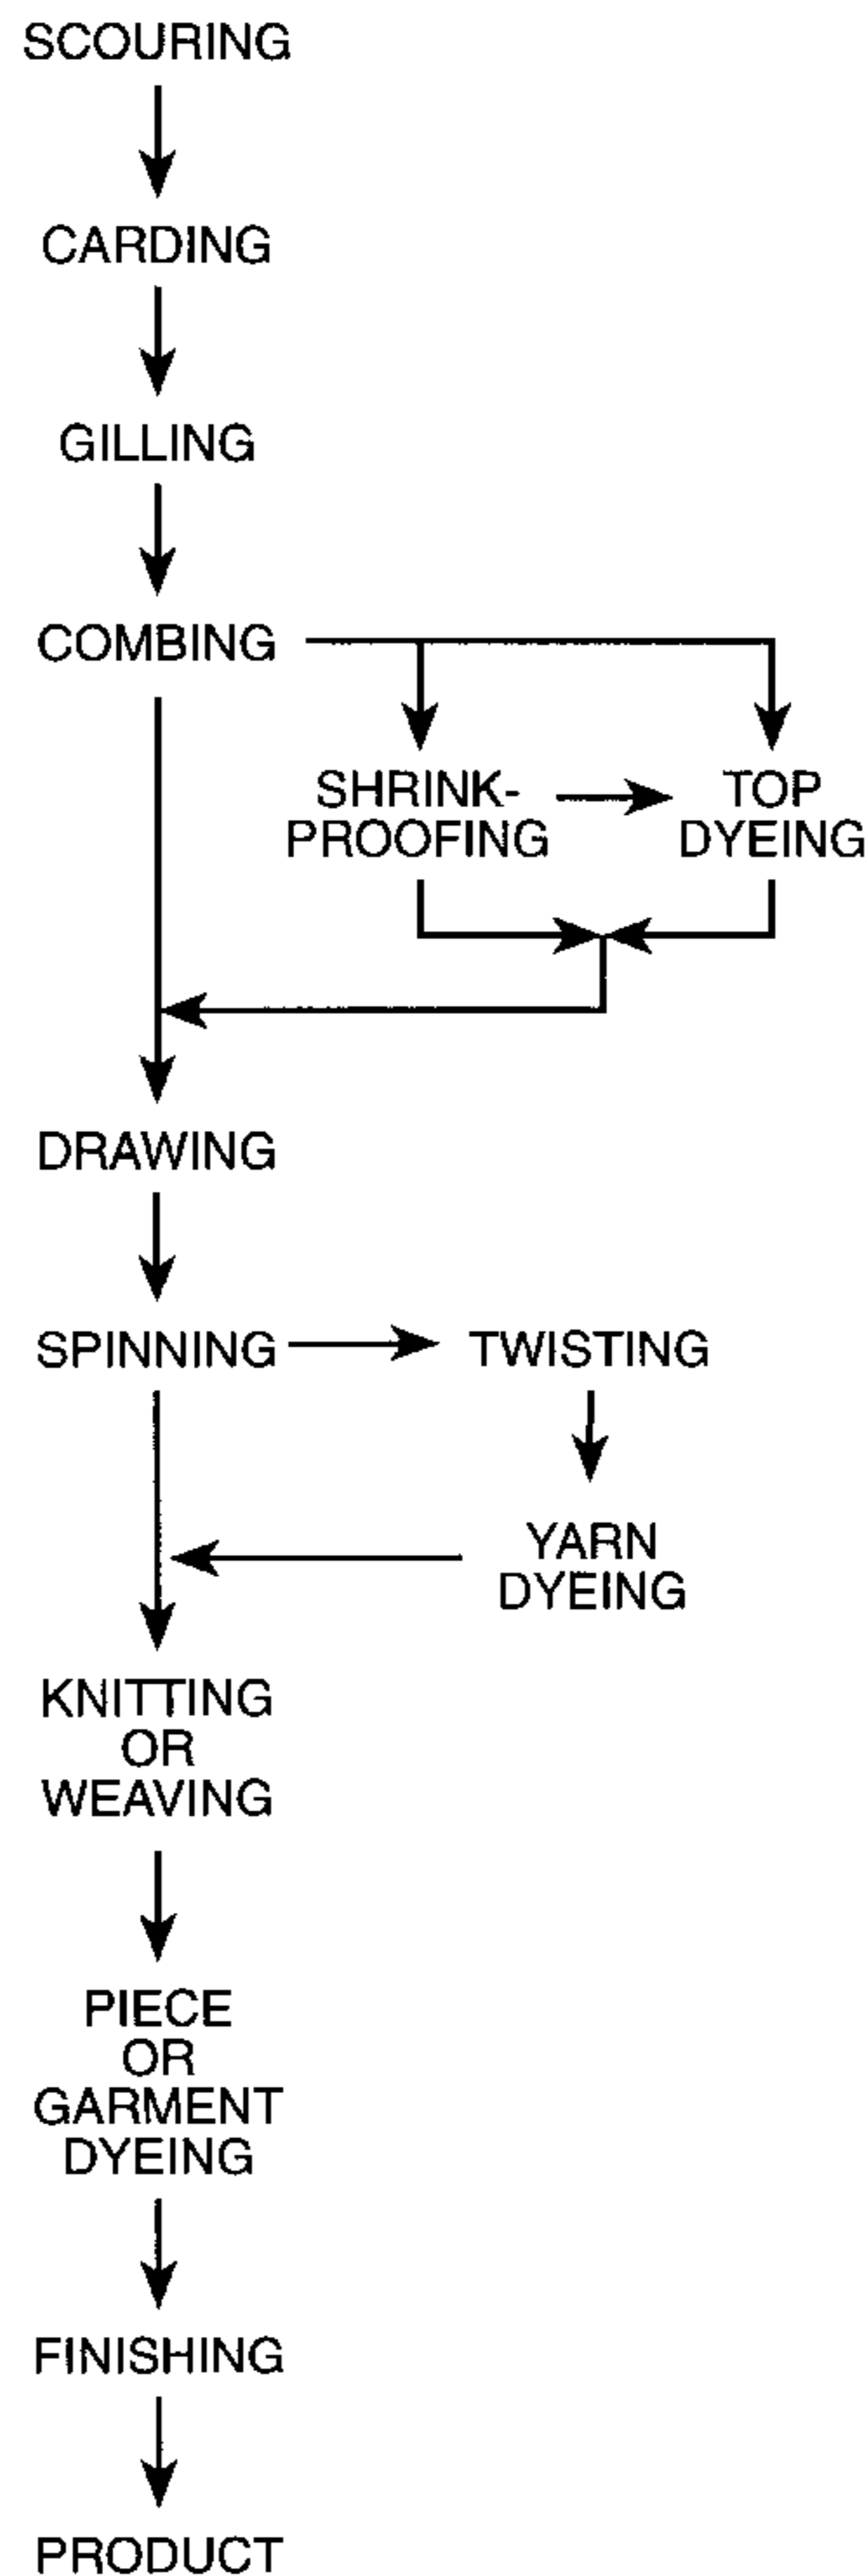 SCOURING
CARDING
GILLING
COMBING
SHRINK-
PROOFING
TOP
DYEING
DRAWING
SPINNING
TWISTING
YARN
DYEING
KNITTING
OR
WEAVING
PIECE
OR
GARMENT
DYEING
FINISHING
PRODUCT